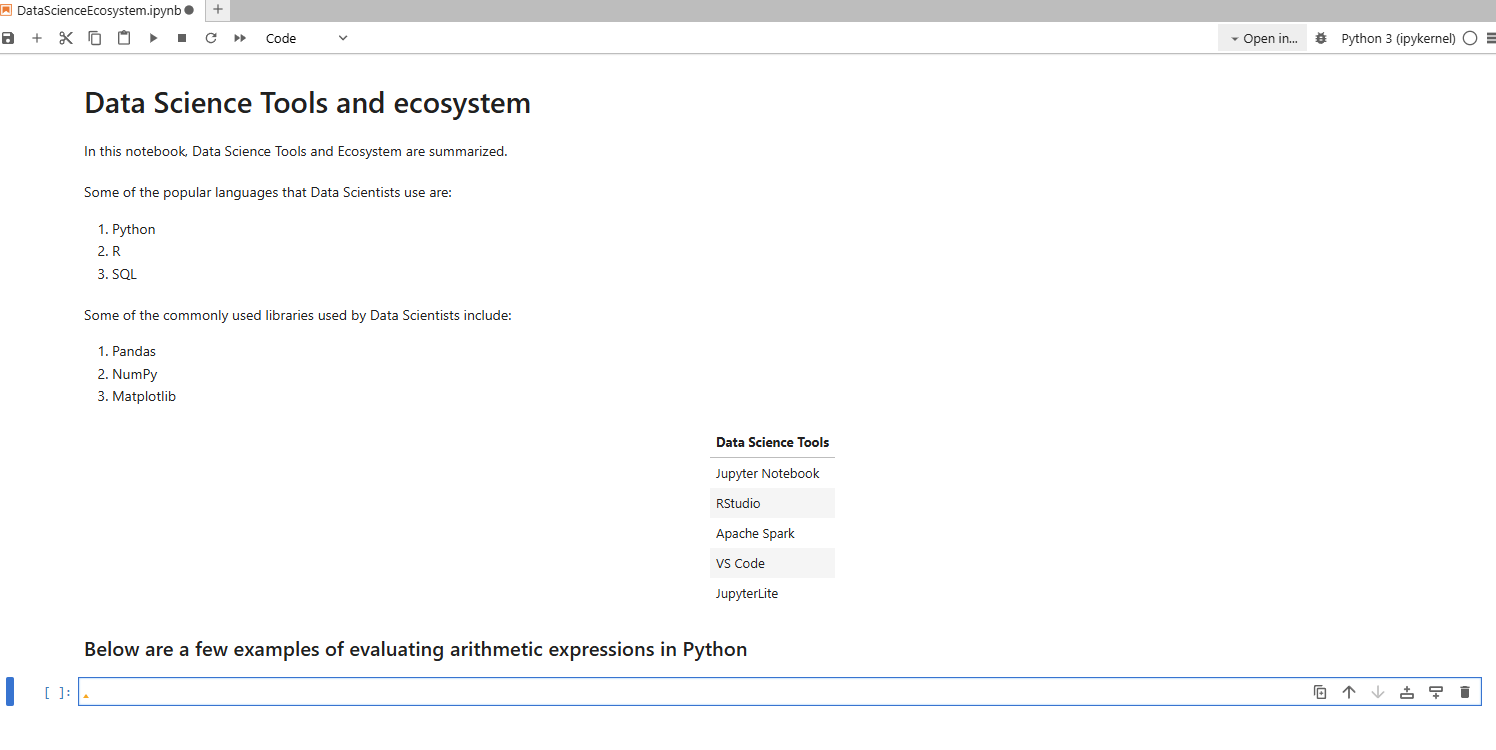 DataScienceEcosystem.ipynb
Code
Open in...
Python 3 (ipykernel)
Data Science Tools and ecosystem
In this notebook, Data Science Tools and Ecosystem are summarized.
Some of the popular languages that Data Scientists use are:
1. Python
2. R
3. SQL
Some of the commonly used libraries used by Data Scientists include:
1. Pandas
2. NumPy
3. Matplotlib
Data Science Tools
Jupyter Notebook
RStudio
Apache Spark
VS Code
JupyterLite
Below are a few examples of evaluating arithmetic expressions in Python
[ ]: